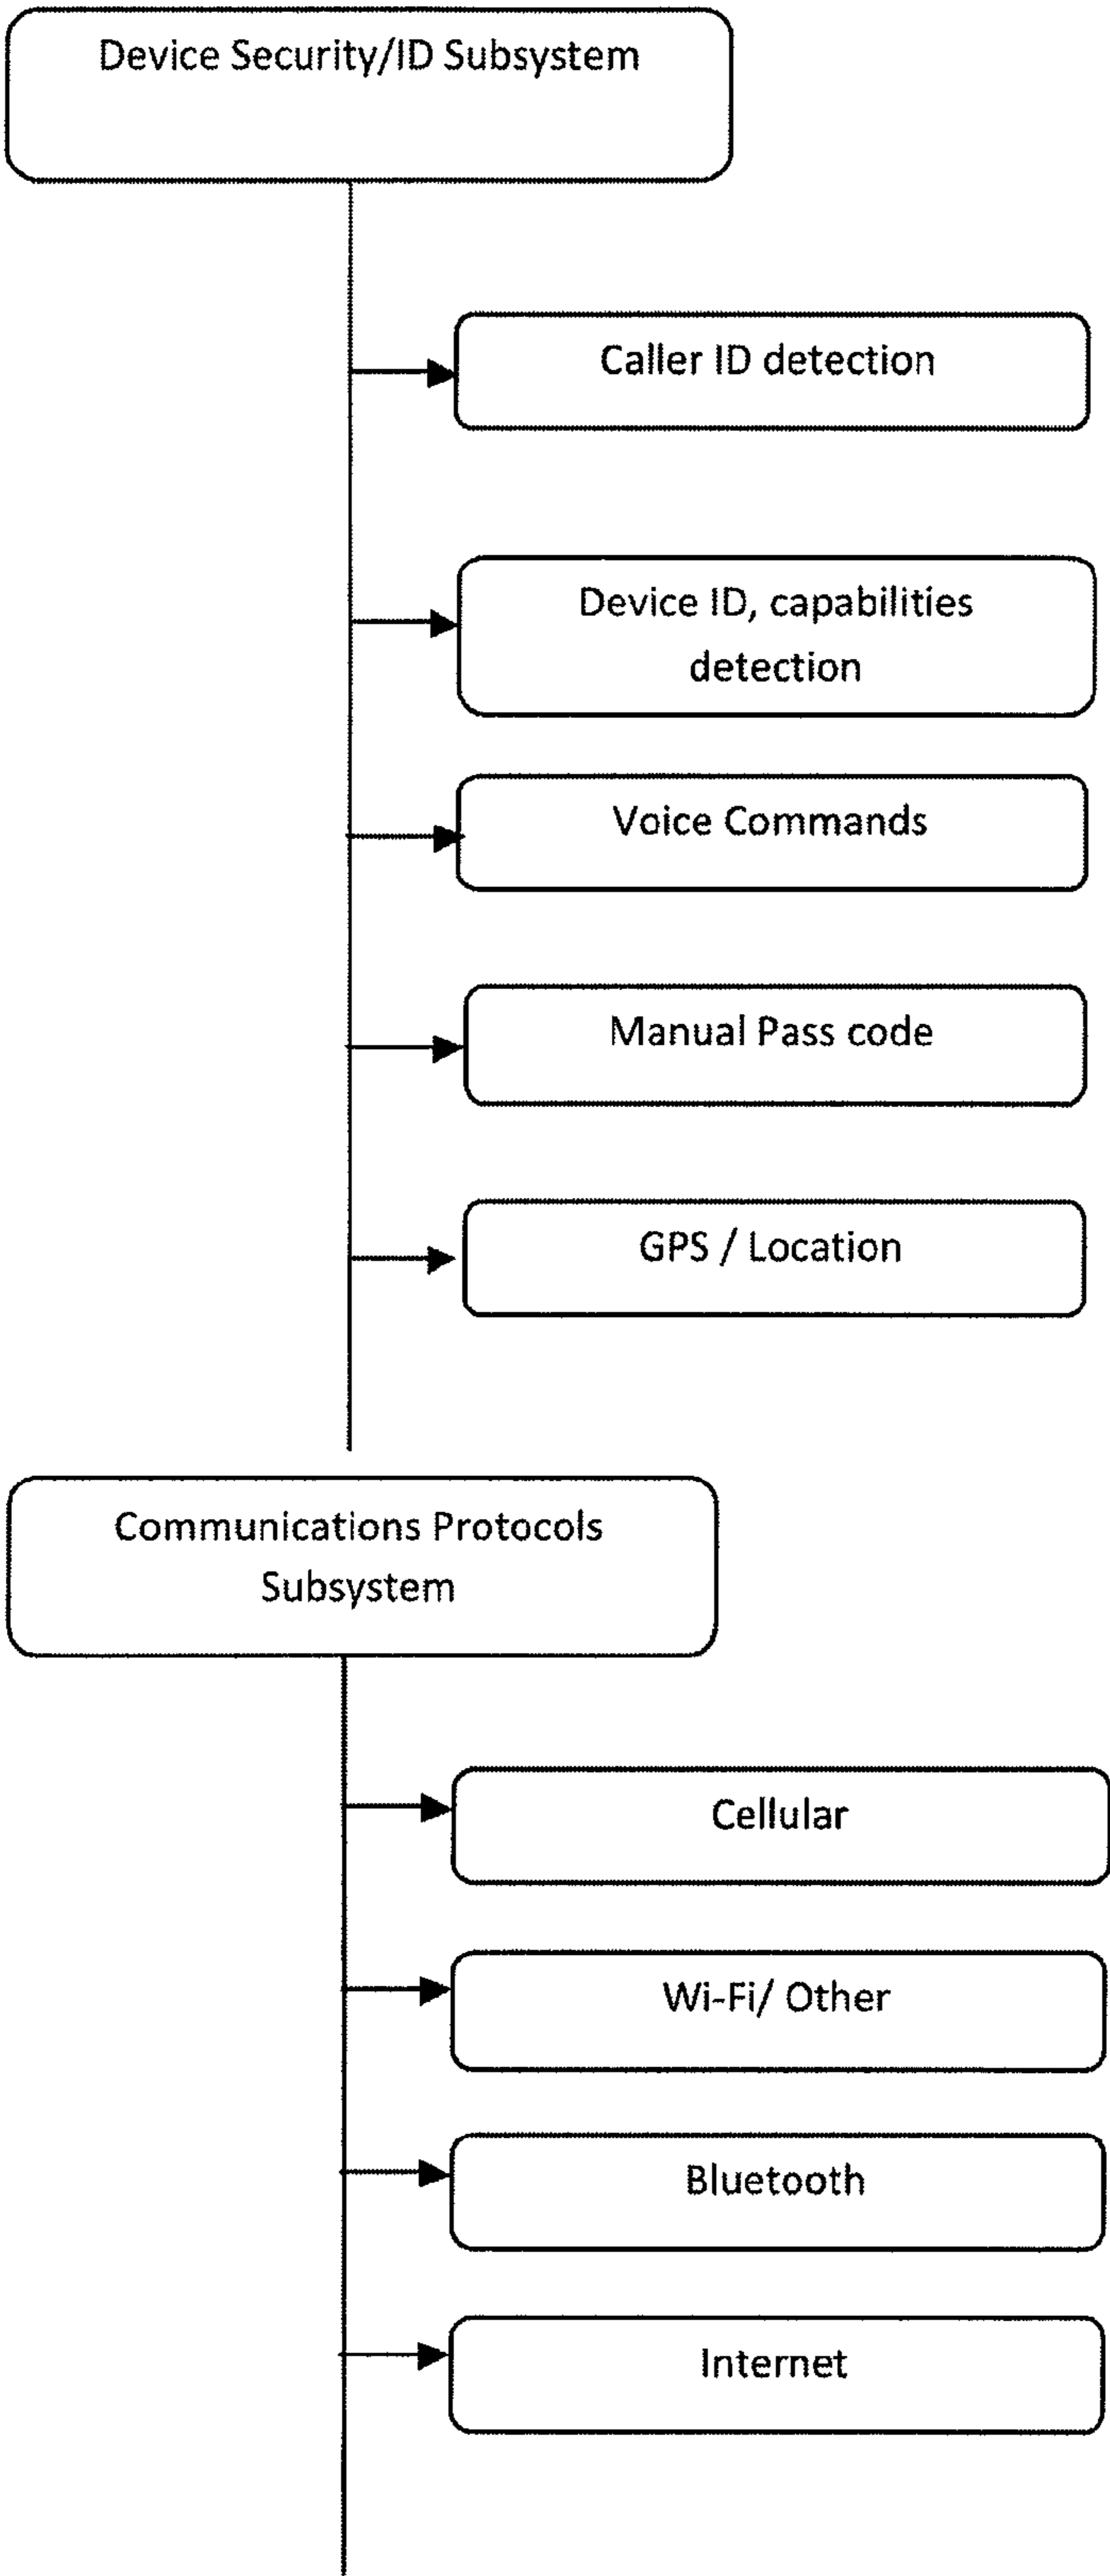 Device Security/ID Subsystem
Caller ID detection
Device ID, capabilities
detection
Voice Commands
Manual Pass code
GPS / Location
Communications Protocols
Subsystem
Cellular
Wi-Fi/ Other
Bluetooth
Internet